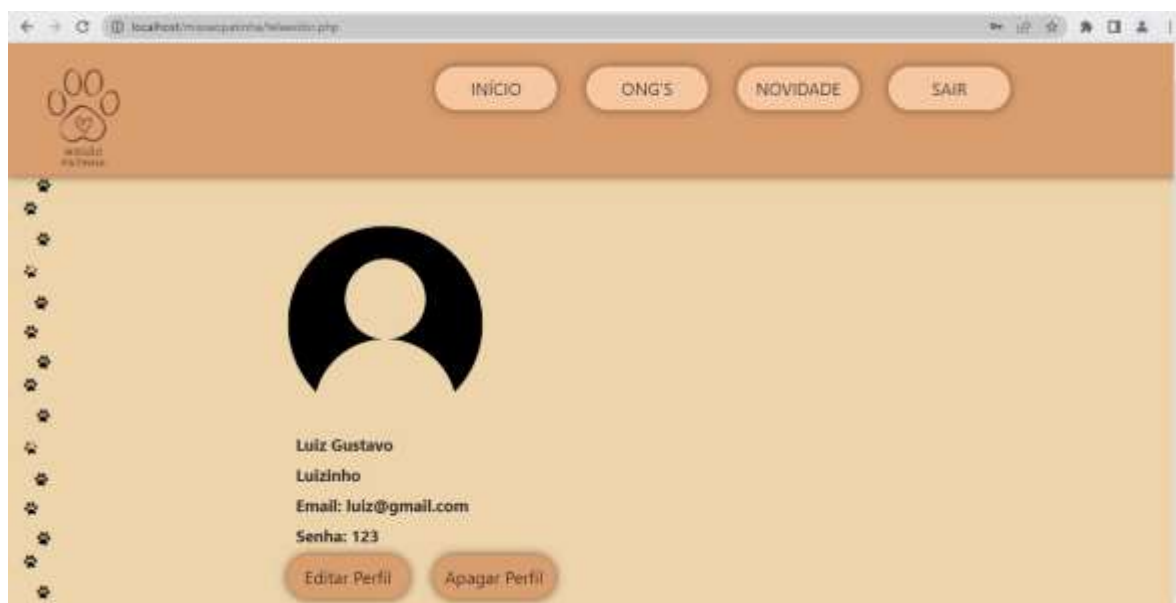 INÍCIO
ONG'S
NOVIDADE
SAIR
Luiz Gustavo
Luizinho
Email: luiz@gmail.com
Senha: 123
Editar Perfil
Apagar Perfil